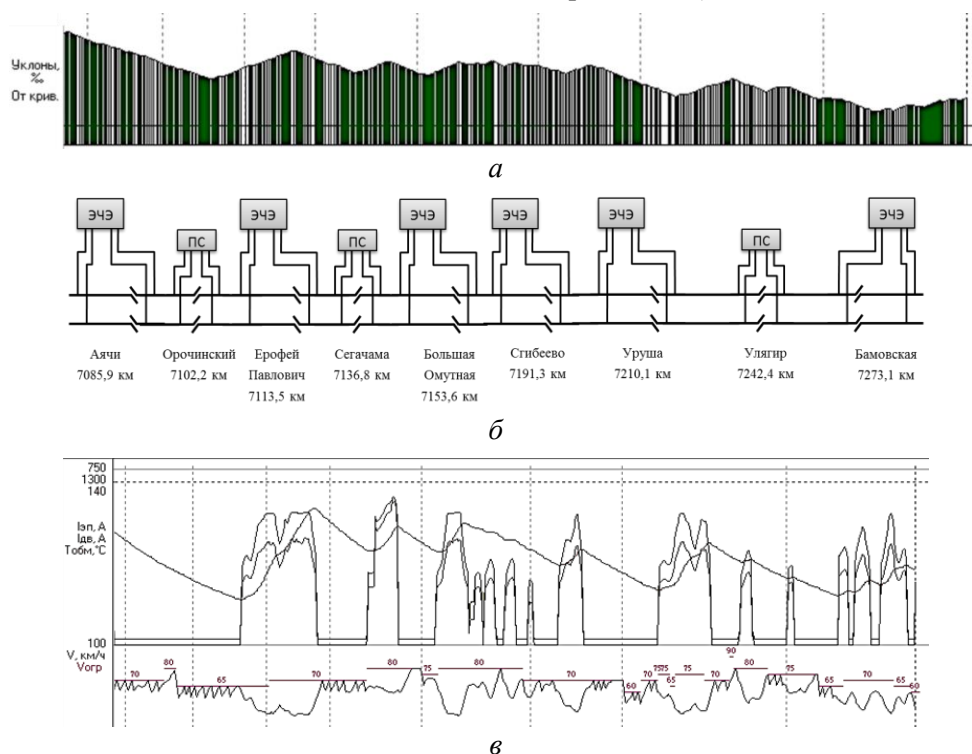 Уклоны,
‰
От крив.
а
ЭЧЭ ЭЧЭ ЭЧЭ ЭЧЭ ЭЧЭ ЭЧЭ
ПС ПС ПС
Аячи Орочинский Ерофей Сегачама Большая Сгибеево Уруша Улягир Бамовская
7085,9 км 7102,2 км Павлович 7136,8 км Омутная 7191,3 км 7210,1 км 7242,4 км 7273,1 км
7113,5 км 7153,6 км
б
750
1300
140
Iэп, А
Iдв, А
Tобм,°C
100
V, км/ч
Vогр
90
80 80 80 75 75 75 80 75
70 65 70 75 70 60 70 65 70 65 70 65 60
в